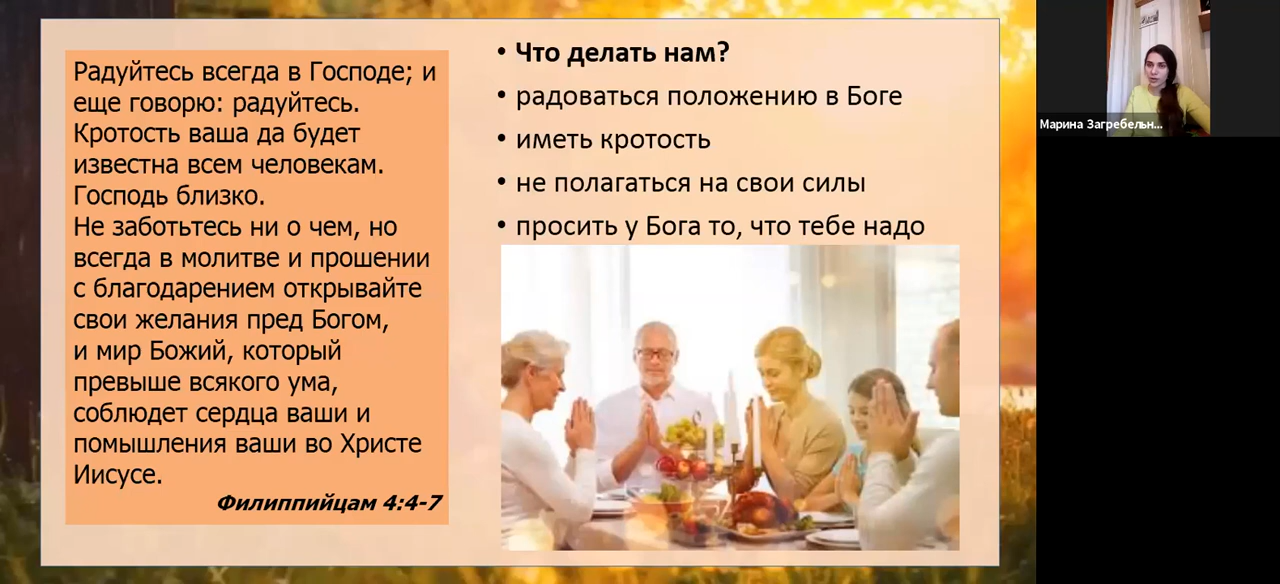 Радуйтесь всегда в Господе; и
еще говорю: радуйтесь.
Кротость ваша да будет
известна всем человекам.
Господь близко.
Не заботьтесь ни о чем, но
всегда в молитве и прошении
с благодарением открывайте
свои желания пред Богом,
и мир Божий, который
превыше всякого ума,
соблюдет сердца ваши и
помышления ваши во Христе
Иисусе.
Филиппийцам 4:4-7
• Что делать нам?
• радоваться положению в Боге
• иметь кротость
• не полагаться на свои силы
• просить у Бога то, что тебе надо
Марина Загребельн...